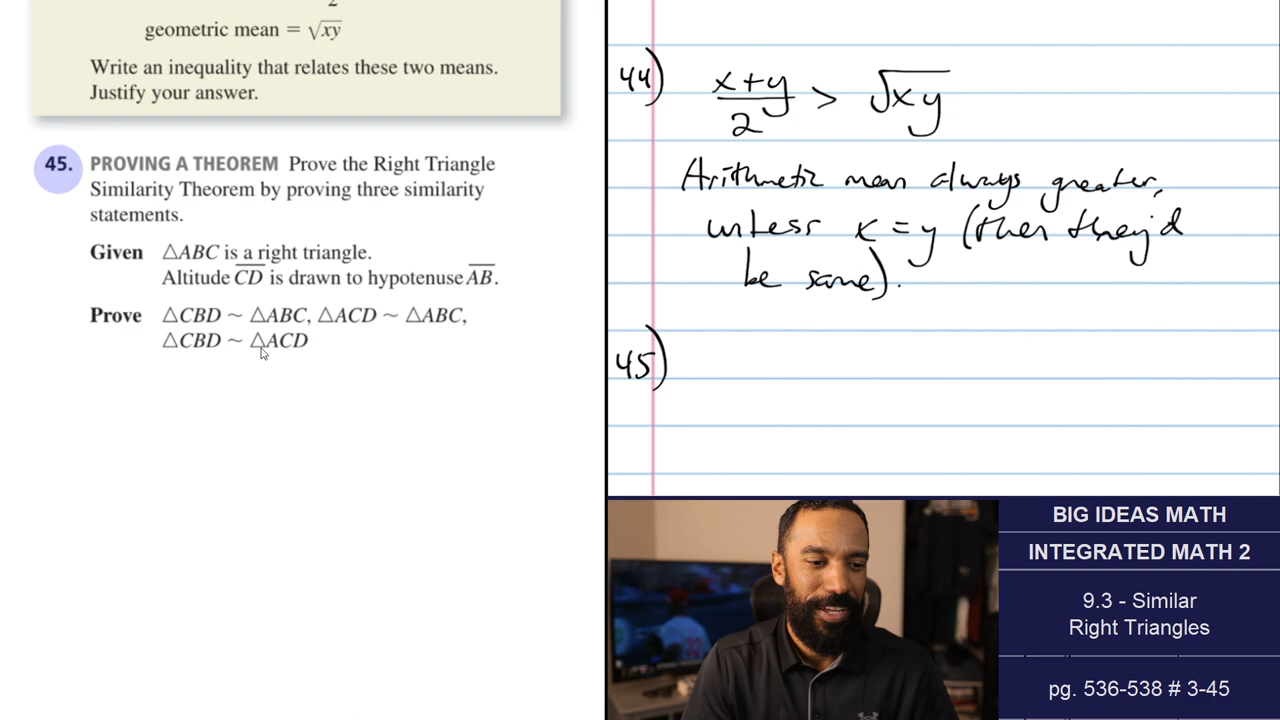 2
geometric mean = √xy
Write an inequality that relates these two means.
Justify your answer.
45. PROVING A THEOREM Prove the Right Triangle
Similarity Theorem by proving three similarity
statements.
Given △ABC is a right triangle.
Altitude CD is drawn to hypotenuse AB.
Prove △CBD ~ △ABC, △ACD ~ △ABC,
△CBD ~ △ACD
44) x+y/2 > √xy
Arithmetic mean always greater,
unless x = y (then they'd
be same).
45)
BIG IDEAS MATH
INTEGRATED MATH 2
9.3 - Similar
Right Triangles
pg. 536-538 # 3-45